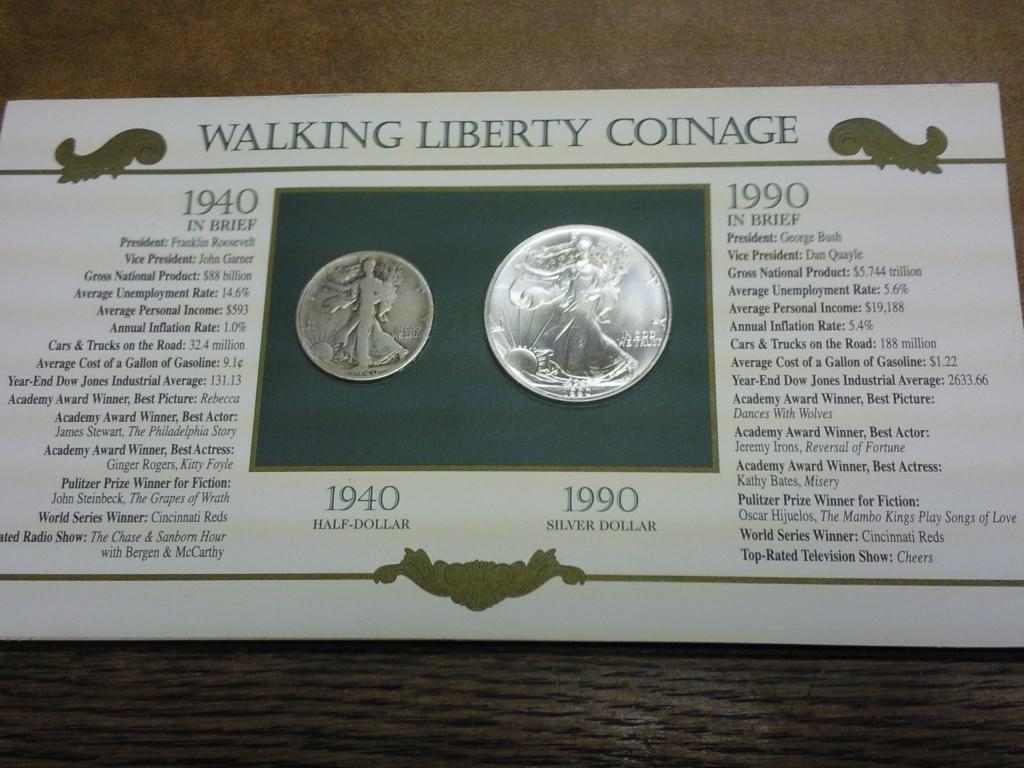 WALKING LIBERTY COINAGE
1940
IN BRIEF
President: Franklin Roosevelt
Vice President: John Garner
Gross National Product: $88 billion
Average Unemployment Rate: 14.6%
Average Personal Income: $593
Annual Inflation Rate: 1.0%
Cars & Trucks on the Road: 32.4 million
Average Cost of a Gallon of Gasoline: 9.1¢
Year-End Dow Jones Industrial Average: 131.13
Academy Award Winner, Best Picture: Rebecca
Academy Award Winner, Best Actor:
James Stewart, The Philadelphia Story
Academy Award Winner, Best Actress:
Ginger Rogers, Kitty Foyle
Pulitzer Prize Winner for Fiction:
John Steinbeck, The Grapes of Wrath
World Series Winner: Cincinnati Reds
ated Radio Show: The Chase & Sanborn Hour
with Bergen & McCarthy
IN GOD
WE TRUST
IN GOD
WE TRUST
1990
1940
HALF-DOLLAR
1990
SILVER DOLLAR
1990
IN BRIEF
President: George Bush
Vice President: Dan Quayle
Gross National Product: $5.744 trillion
Average Unemployment Rate: 5.6%
Average Personal Income: $19,188
Annual Inflation Rate: 5.4%
Cars & Trucks on the Road: 188 million
Average Cost of a Gallon of Gasoline: $1.22
Year-End Dow Jones Industrial Average: 2633.66
Academy Award Winner, Best Picture:
Dances With Wolves
Academy Award Winner, Best Actor:
Jeremy Irons, Reversal of Fortune
Academy Award Winner, Best Actress:
Kathy Bates, Misery
Pulitzer Prize Winner for Fiction:
Oscar Hijuelos, The Mambo Kings Play Songs of Love
World Series Winner: Cincinnati Reds
Top-Rated Television Show: Cheers